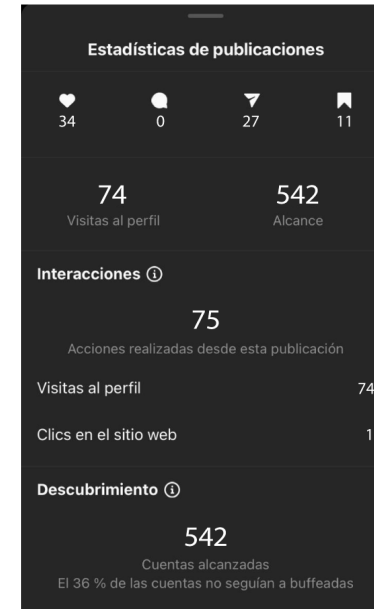 Estadísticas de publicaciones
34 0 27 11
74 542
Visitas al perfil Alcance
Interacciones
75
Acciones realizadas desde esta publicación
Visitas al perfil 74
Clics en el sitio web 1
Descubrimiento
542
Cuentas alcanzadas
El 36 % de las cuentas no seguían a buffeadas